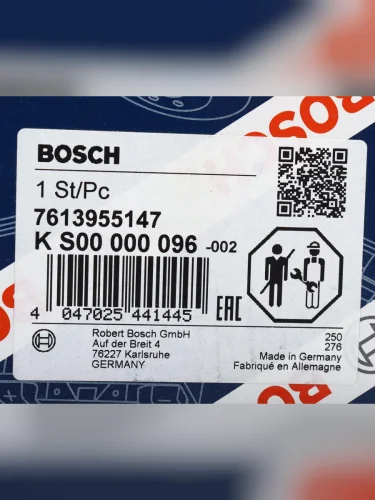 BOSCH
1 St/Pc
7613955147
K S00 000 096 -002
4 047025 441445
EAC
Robert Bosch GmbH
Auf der Breit 4
76227 Karlsruhe
GERMANY
250
276
Made in Germany
Fabriqué en Allemagne
BOSCH